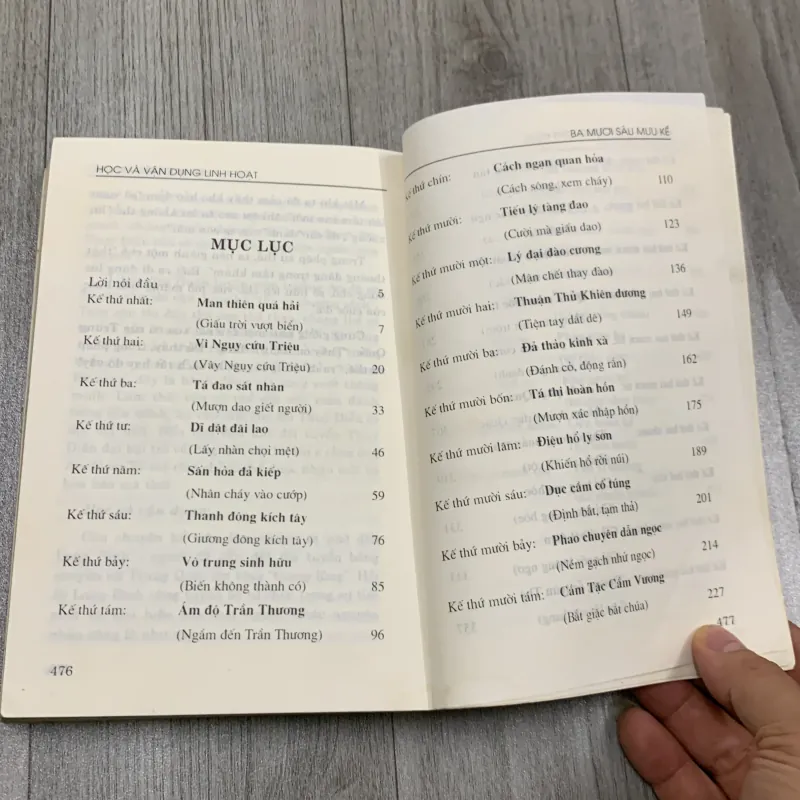 HỌC VÀ VẬN DỤNG LINH HOẠT
MỤC LỤC
Lời nói đầu 5
Kế thứ nhất: Man thiên quá hải
(Giấu trời vượt biển) 7
Kế thứ hai: Vì Ngụy cứu Triệu
(Vây Ngụy cứu Triệu) 20
Kế thứ ba: Tá đao sát nhân
(Mượn dao giết người) 33
Kế thứ tư: Dĩ dật đãi lao
(Lấy nhàn chọi mệt) 46
Kế thứ năm: Sấn hỏa đả kiếp
(Nhân cháy vào cướp) 59
Kế thứ sáu: Thanh đông kích tây
(Giương đông kích tây) 76
Kế thứ bảy: Vô trung sinh hữu
(Biến không thành có) 85
Kế thứ tám: Ám độ Trần Thương
(Ngầm đến Trần Thương) 96
476
BA MƯƠI SÁU MƯU KẾ
Kế thứ chín: Cách ngạn quan hỏa
(Cách sông, xem cháy) 110
Kế thứ mười: Tiếu lý tàng đao
(Cười mà giấu dao) 123
Kế thứ mười một: Lý đại đào cương
(Mận chết thay đào) 136
Kế thứ mười hai: Thuận Thủ Khiên dương
(Tiện tay dắt dê) 149
Kế thứ mười ba: Đả thảo kinh xà
(Đánh cỏ, động rắn) 162
Kế thứ mười bốn: Tá thi hoàn hồn
(Mượn xác nhập hồn) 175
Kế thứ mười lăm: Điệu hổ ly sơn
(Khiến hổ rời núi) 189
Kế thứ mười sáu: Dục cầm cố túng
(Định bắt, tạm thả) 201
Kế thứ mười bảy: Phao chuyên dẫn ngọc
(Ném gạch nhử ngọc) 214
Kế thứ mười tám: Cầm Tặc Cầm Vương
(Bắt giặc bắt chúa) 227
477